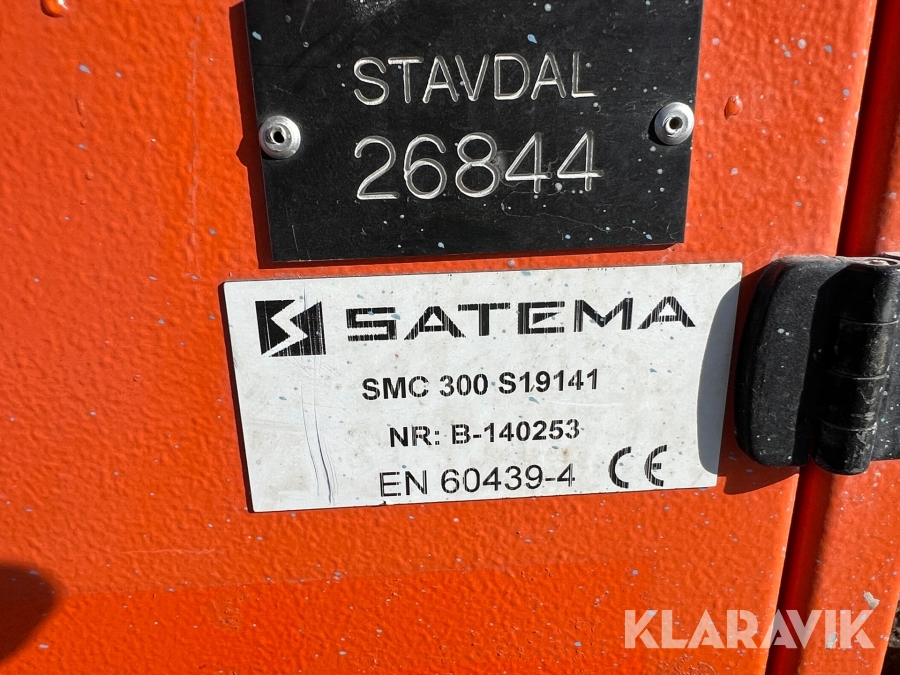 STAVDAL
26844
SATEMA
SMC 300 S19141
NR: B-140253
EN 60439-4 CE
KLARAVIK